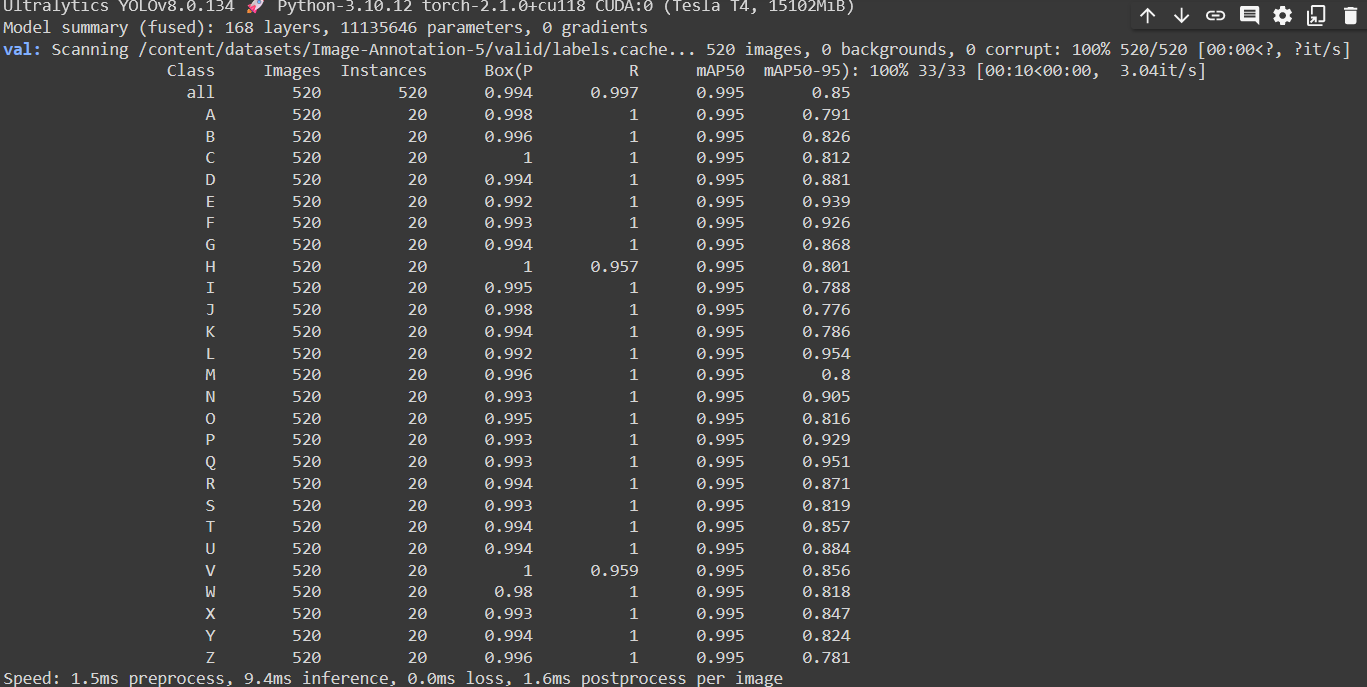 Ultralytics YOLOv8.0.134 🚀 Python-3.10.12 torch-2.1.0+cu118 CUDA:0 (Tesla T4, 15102MiB)
Model summary (fused): 168 layers, 11135646 parameters, 0 gradients
val: Scanning /content/datasets/Image-Annotation-5/valid/labels.cache... 520 images, 0 backgrounds, 0 corrupt: 100% 520/520 [00:00<?, ?it/s]
Class Images Instances Box(P R mAP50 mAP50-95): 100% 33/33 [00:10<00:00, 3.04it/s]
all 520 520 0.994 0.997 0.995 0.85
A 520 20 0.998 1 0.995 0.791
B 520 20 0.996 1 0.995 0.826
C 520 20 1 1 0.995 0.812
D 520 20 0.994 1 0.995 0.881
E 520 20 0.992 1 0.995 0.939
F 520 20 0.993 1 0.995 0.926
G 520 20 0.994 1 0.995 0.868
H 520 20 1 0.957 0.995 0.801
I 520 20 0.995 1 0.995 0.788
J 520 20 0.998 1 0.995 0.776
K 520 20 0.994 1 0.995 0.786
L 520 20 0.992 1 0.995 0.954
M 520 20 0.996 1 0.995 0.8
N 520 20 0.993 1 0.995 0.905
O 520 20 0.995 1 0.995 0.816
P 520 20 0.993 1 0.995 0.929
Q 520 20 0.993 1 0.995 0.951
R 520 20 0.994 1 0.995 0.871
S 520 20 0.993 1 0.995 0.819
T 520 20 0.994 1 0.995 0.857
U 520 20 0.994 1 0.995 0.884
V 520 20 1 0.959 0.995 0.856
W 520 20 0.98 1 0.995 0.818
X 520 20 0.993 1 0.995 0.847
Y 520 20 0.994 1 0.995 0.824
Z 520 20 0.996 1 0.995 0.781
Speed: 1.5ms preprocess, 9.4ms inference, 0.0ms loss, 1.6ms postprocess per image